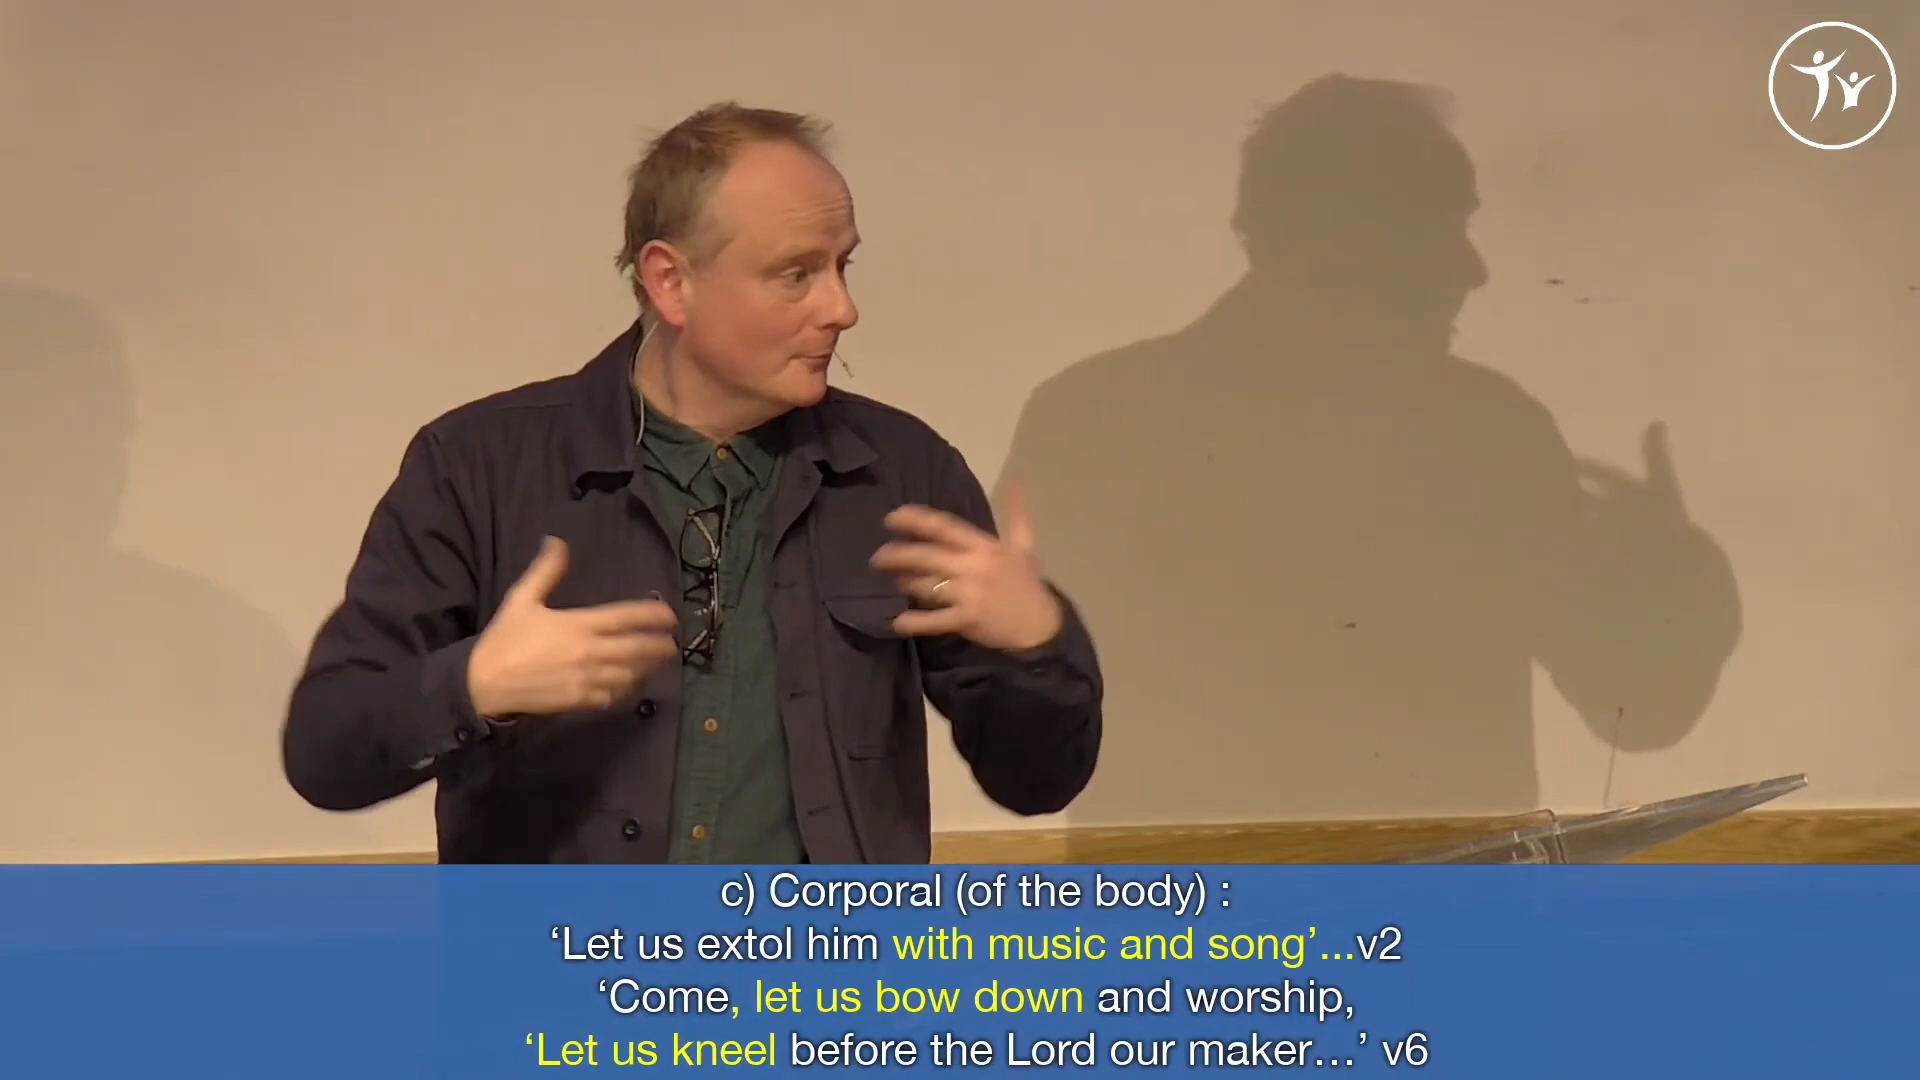 c) Corporal (of the body) :
‘Let us extol him with music and song’...v2
‘Come, let us bow down and worship,
‘Let us kneel before the Lord our maker…’ v6